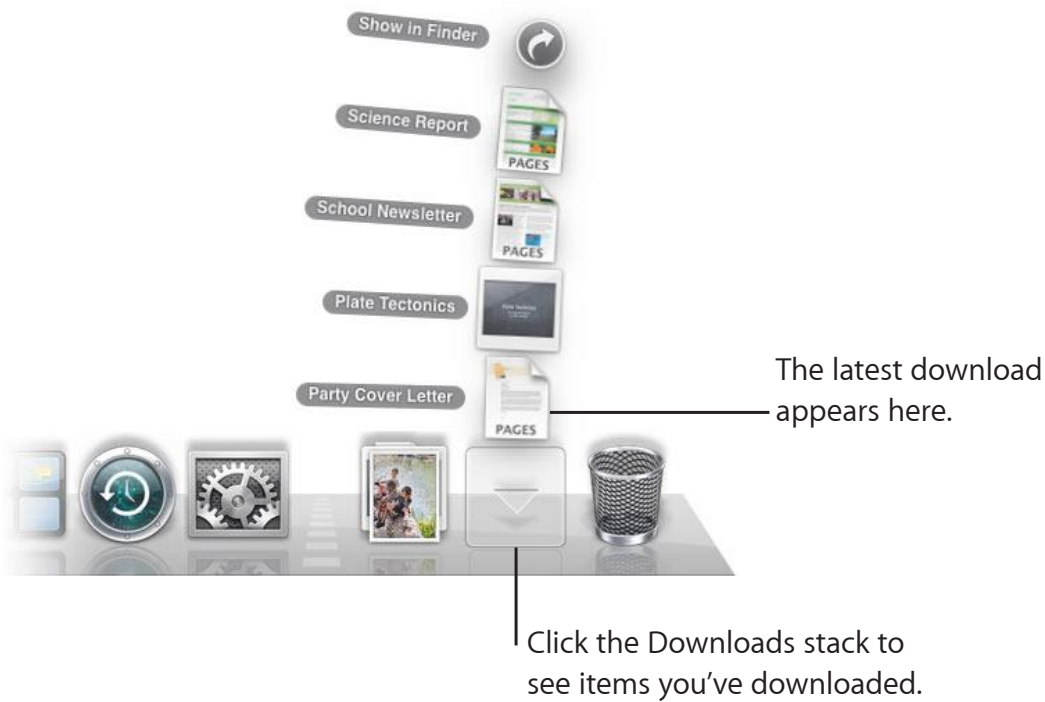 Show in Finder
Science Report
PAGES
School Newsletter
PAGES
Plate Tectonics
Party Cover Letter
PAGES
The latest download
appears here.
Click the Downloads stack to
see items you've downloaded.